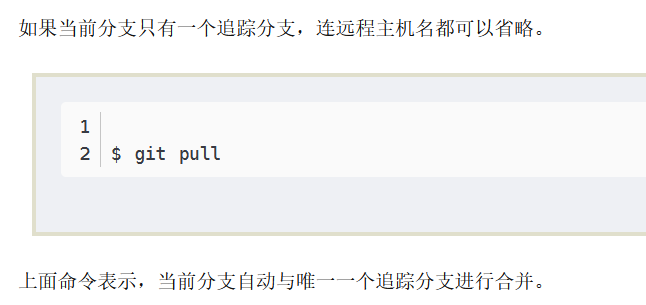 如果当前分支只有一个追踪分支，连远程主机名都可以省略。
1
2 $ git pull
上面命令表示，当前分支自动与唯一一个追踪分支进行合并。